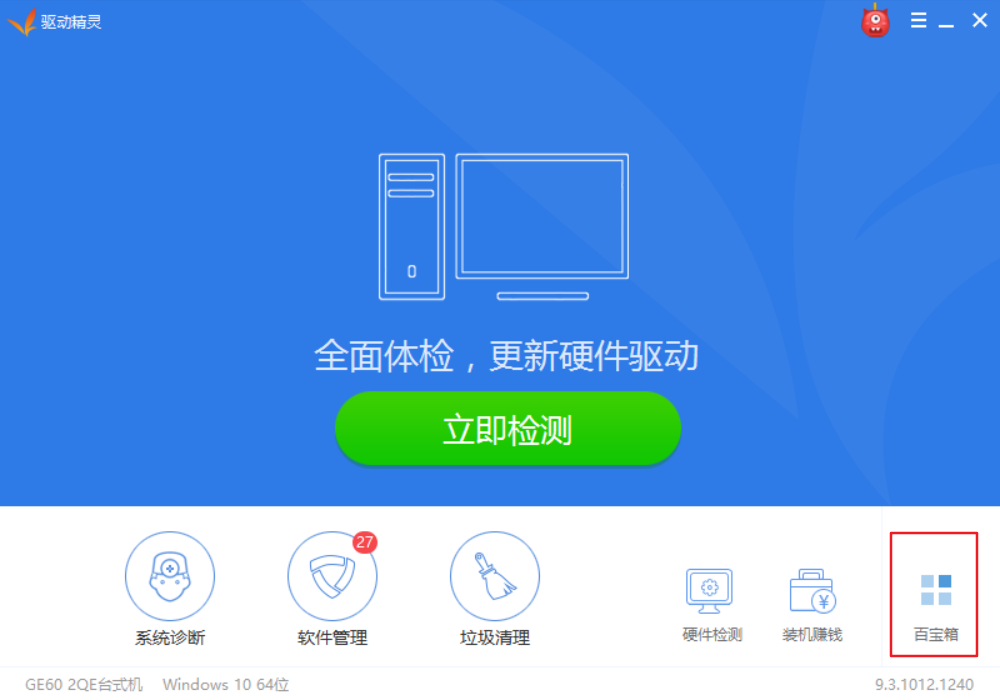 驱动精灵
全面体检，更新硬件驱动
立即检测
27
系统诊断
软件管理
垃圾清理
硬件检测
¥
装机赚钱
百宝箱
GE60 2QE台式机 Windows 10 64位
9.3.1012.1240